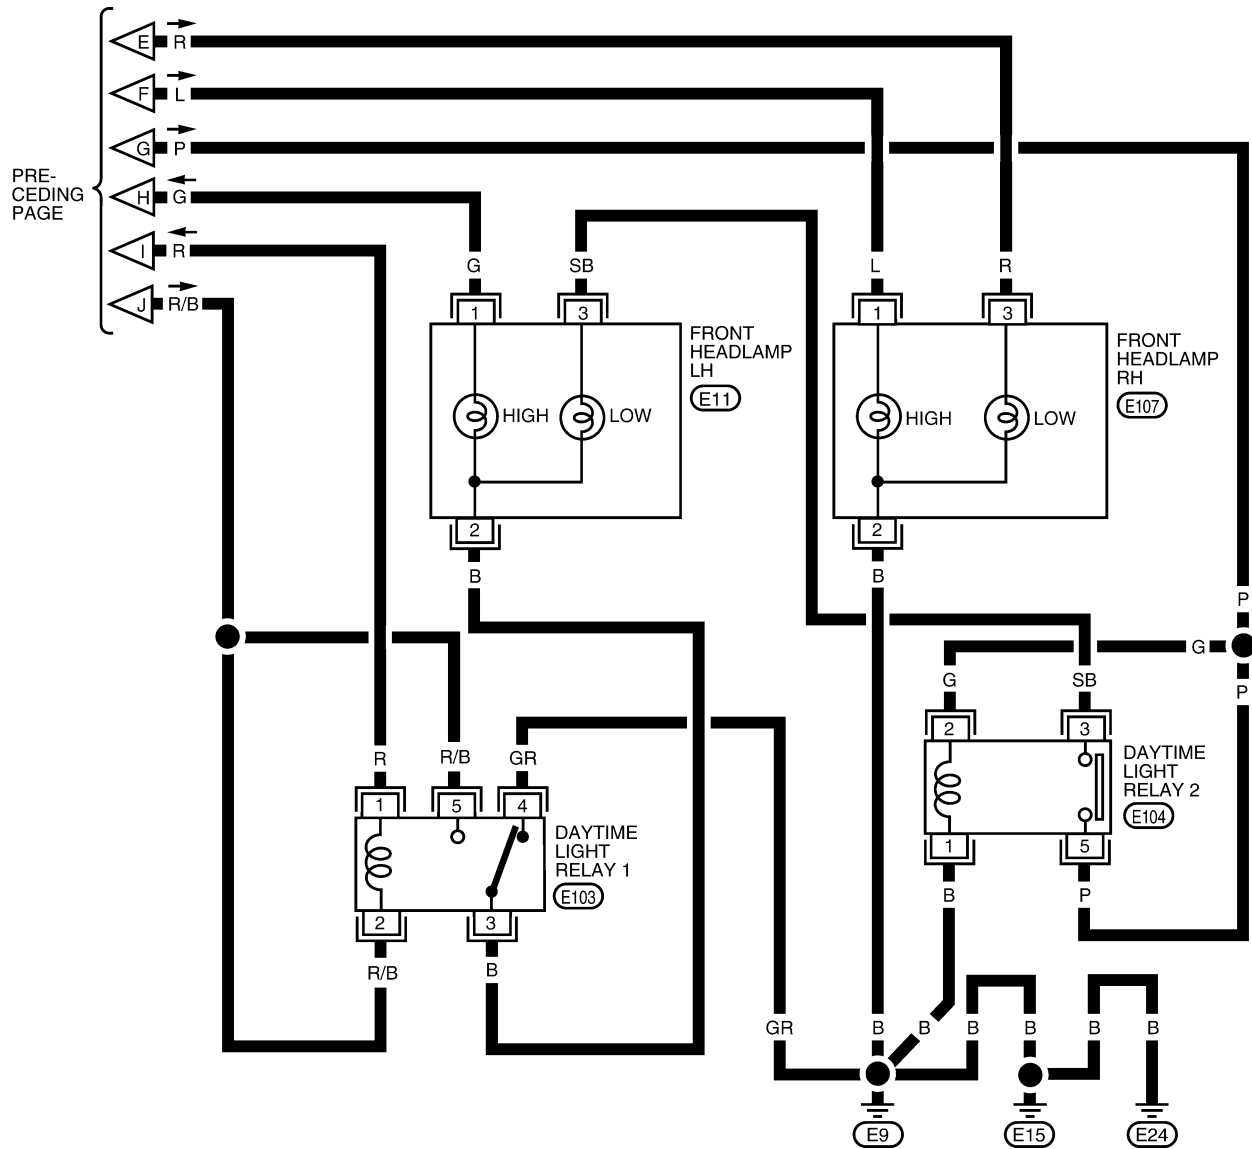 E R
F L
G P
PRE-
CEDING
PAGE
H G
I R
J R/B
G SB L R
1 3 1 3
FRONT
HEADLAMP
LH
E11
FRONT
HEADLAMP
RH
E107
HIGH LOW HIGH LOW
2 2
B B
P
G
P
G SB
2 3
R R/B GR
1 5 4
DAYTIME
LIGHT
RELAY 2
E104
DAYTIME
LIGHT
RELAY 1
E103
1 5
B P
2 3
R/B B
GR B B B B B B
E9 E15 E24